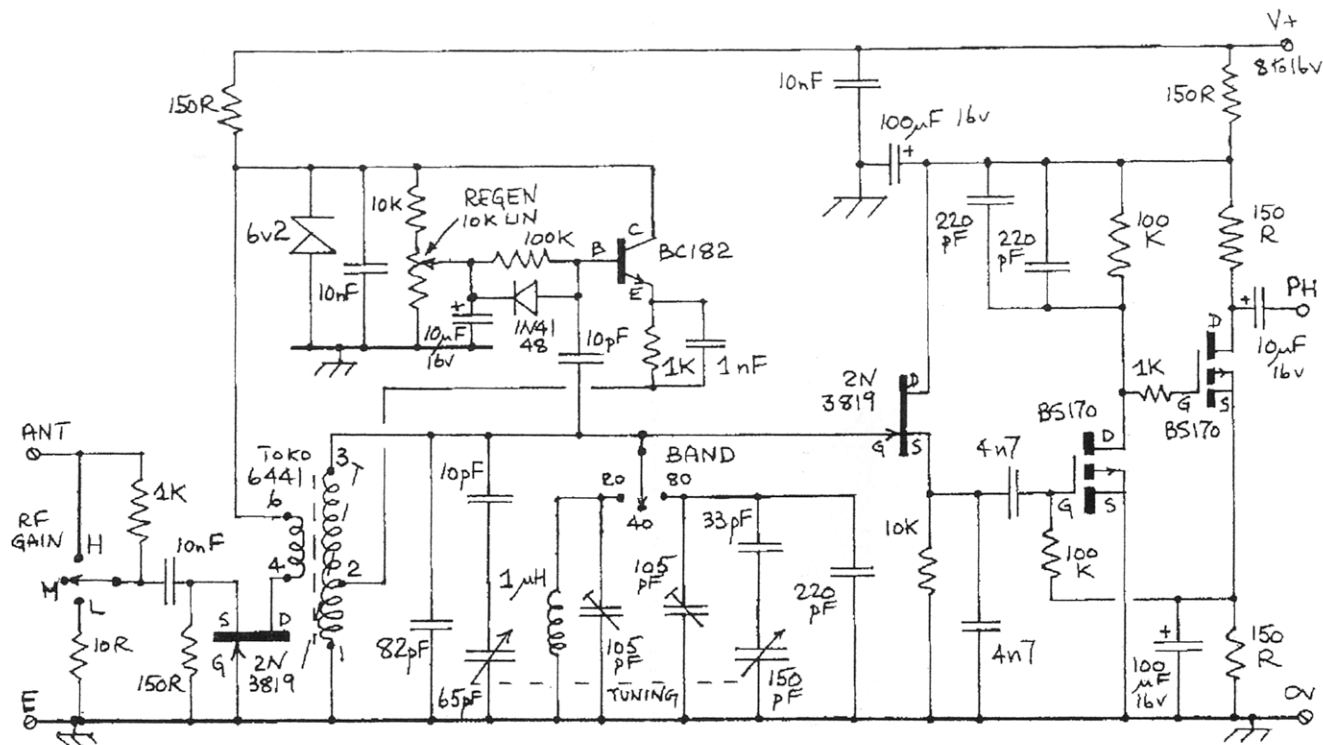 V+
8 to 16v
150R
10nF
150R
100µF 16v
6v2
10nF
10K
REGEN
10K LIN
100K
B
C
E
BC182
10µF
16v
1N41
48
10pF
1K
1nF
220
pF
220
pF
100
K
150
R
PH
10µF
16v
D
1K
G
S
BS170
2N
3819
D
G
S
BS170
D
4n7
G
S
ANT
1K
RF
GAIN
H
M
L
10nF
10R
150R
S
D
G
2N
3819
TOKO
6441
6
4
3
2
1
10pF
82pF
65pF
BAND
20
80
40
1µH
105
pF
105
pF
33pF
220
pF
150
pF
TUNING
10K
4n7
100
K
100
µF
16v
150
R
E
0V